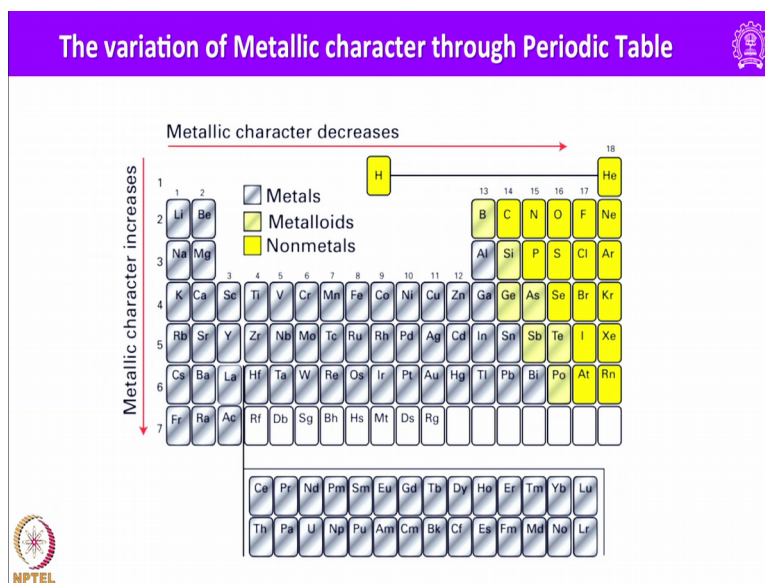 The variation of Metallic character through Periodic Table
Metallic character decreases
18
Metallic character increases
1 H He
1 2 Metals 13 14 15 16 17
2 Li Be B C N O F Ne
Metalloids
Nonmetals
3 Na Mg Al Si P S Cl Ar
3 4 5 6 7 8 9 10 11 12
4 K Ca Sc Ti V Cr Mn Fe Co Ni Cu Zn Ga Ge As Se Br Kr
5 Rb Sr Y Zr Nb Mo Tc Ru Rh Pd Ag Cd In Sn Sb Te I Xe
6 Cs Ba La Hf Ta W Re Os Ir Pt Au Hg Tl Pb Bi Po At Rn
7 Fr Ra Ac Rf Db Sg Bh Hs Mt Ds Rg
Ce Pr Nd Pm Sm Eu Gd Tb Dy Ho Er Tm Yb Lu
Th Pa U Np Pu Am Cm Bk Cf Es Fm Md No Lr
NPTEL